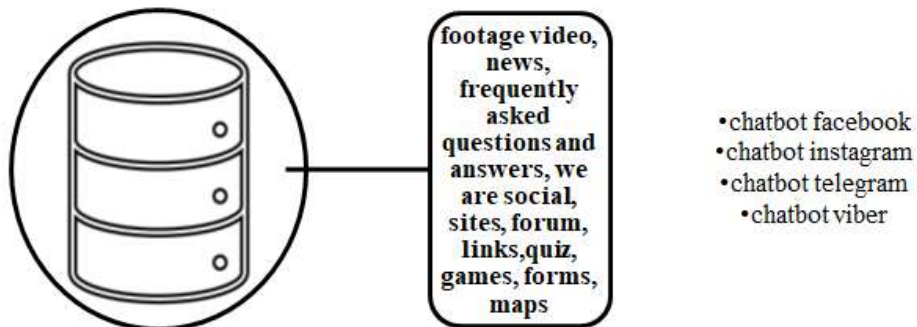 footage video,
news,
frequently
asked
questions and
answers, we
are social,
sites, forum,
links,quiz,
games, forms,
maps
•chatbot facebook
•chatbot instagram
•chatbot telegram
•chatbot viber